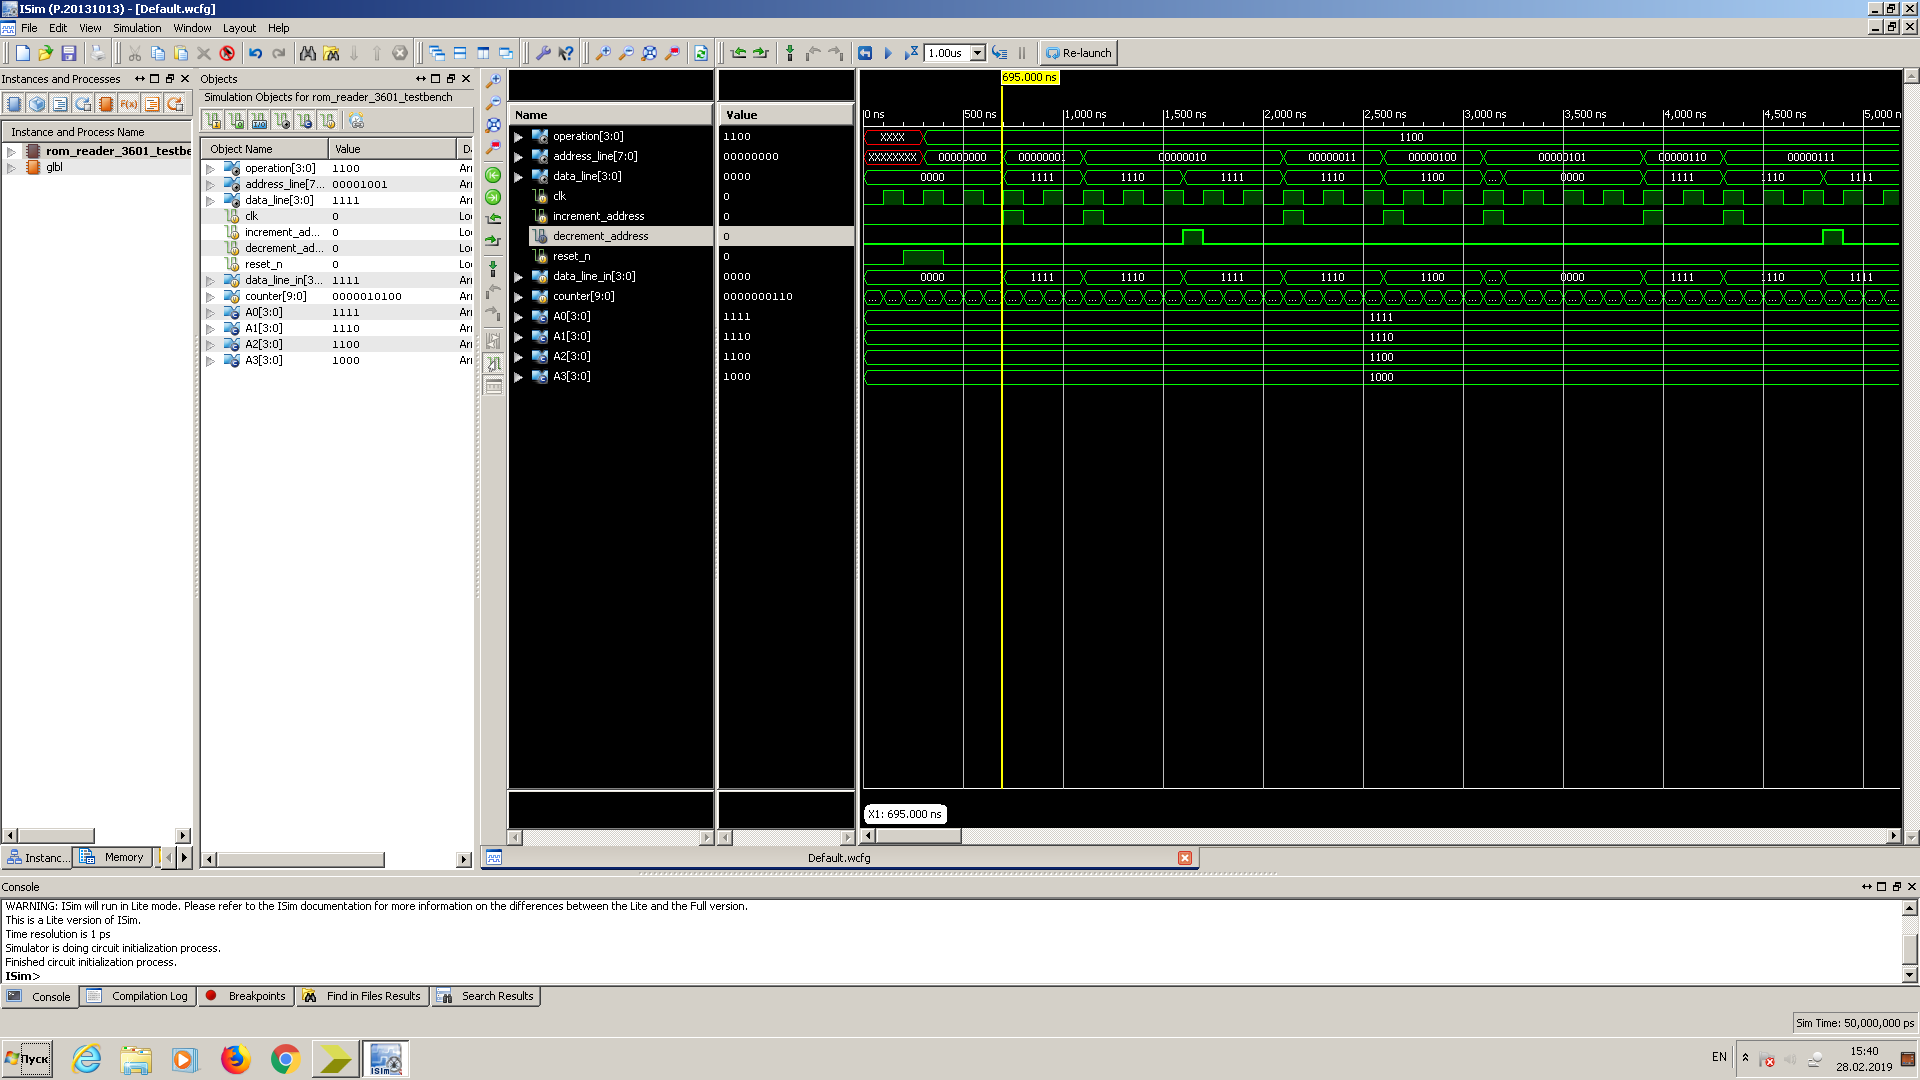 ISim (P.20131013) - [Default.wcfg]
File Edit View Simulation Window Layout Help
1.00us Re-launch
Instances and Processes
Instance and Process Name
rom_reader_3601_testbe
glbl
Instanc... Memory
Objects
Simulation Objects for rom_reader_3601_testbench
Object Name Value
operation[3:0] 1100 Arr
address_line[7... 00001001 Arr
data_line[3:0] 1111 Arr
clk 0 Lo
increment_ad... 0 Lo
decrement_ad... 0 Lo
reset_n 0 Lo
data_line_in[3... 1111 Arr
counter[9:0] 0000010100 Arr
A0[3:0] 1111 Arr
A1[3:0] 1110 Arr
A2[3:0] 1100 Arr
A3[3:0] 1000 Arr
695.000 ns
Name Value 0 ns 500 ns 1,000 ns 1,500 ns 2,000 ns 2,500 ns 3,000 ns 3,500 ns 4,000 ns 4,500 ns 5,000 n
operation[3:0] 1100 XXXX 1100
address_line[7:0] 00000000 XXXXXXXX 00000000 00000001 00000010 00000011 00000100 00000101 00000110 00000111
data_line[3:0] 0000 0000 1111 1110 1111 1110 1100 ... 0000 1111 1110 1111
clk 0
increment_address 0
decrement_address 0
reset_n 0
data_line_in[3:0] 0000 0000 1111 1110 1111 1110 1100 ... 0000 1111 1110 1111
counter[9:0] 0000000110 ... ... ... ... ... ... ... ... ... ... ... ... ... ... ... ... ... ... ... ... ... ... ... ... ... ...
A0[3:0] 1111 1111
A1[3:0] 1110 1110
A2[3:0] 1100 1100
A3[3:0] 1000 1000
X1: 695.000 ns
Default.wcfg
Console
WARNING: ISim will run in Lite mode. Please refer to the ISim documentation for more information on the differences between the Lite and the Full version.
This is a Lite version of ISim.
Time resolution is 1 ps
Simulator is doing circuit initialization process.
Finished circuit initialization process.
ISim>
Console Compilation Log Breakpoints Find in Files Results Search Results
Sim Time: 50,000,000 ps
Пуск
EN
15:40
28.02.2019